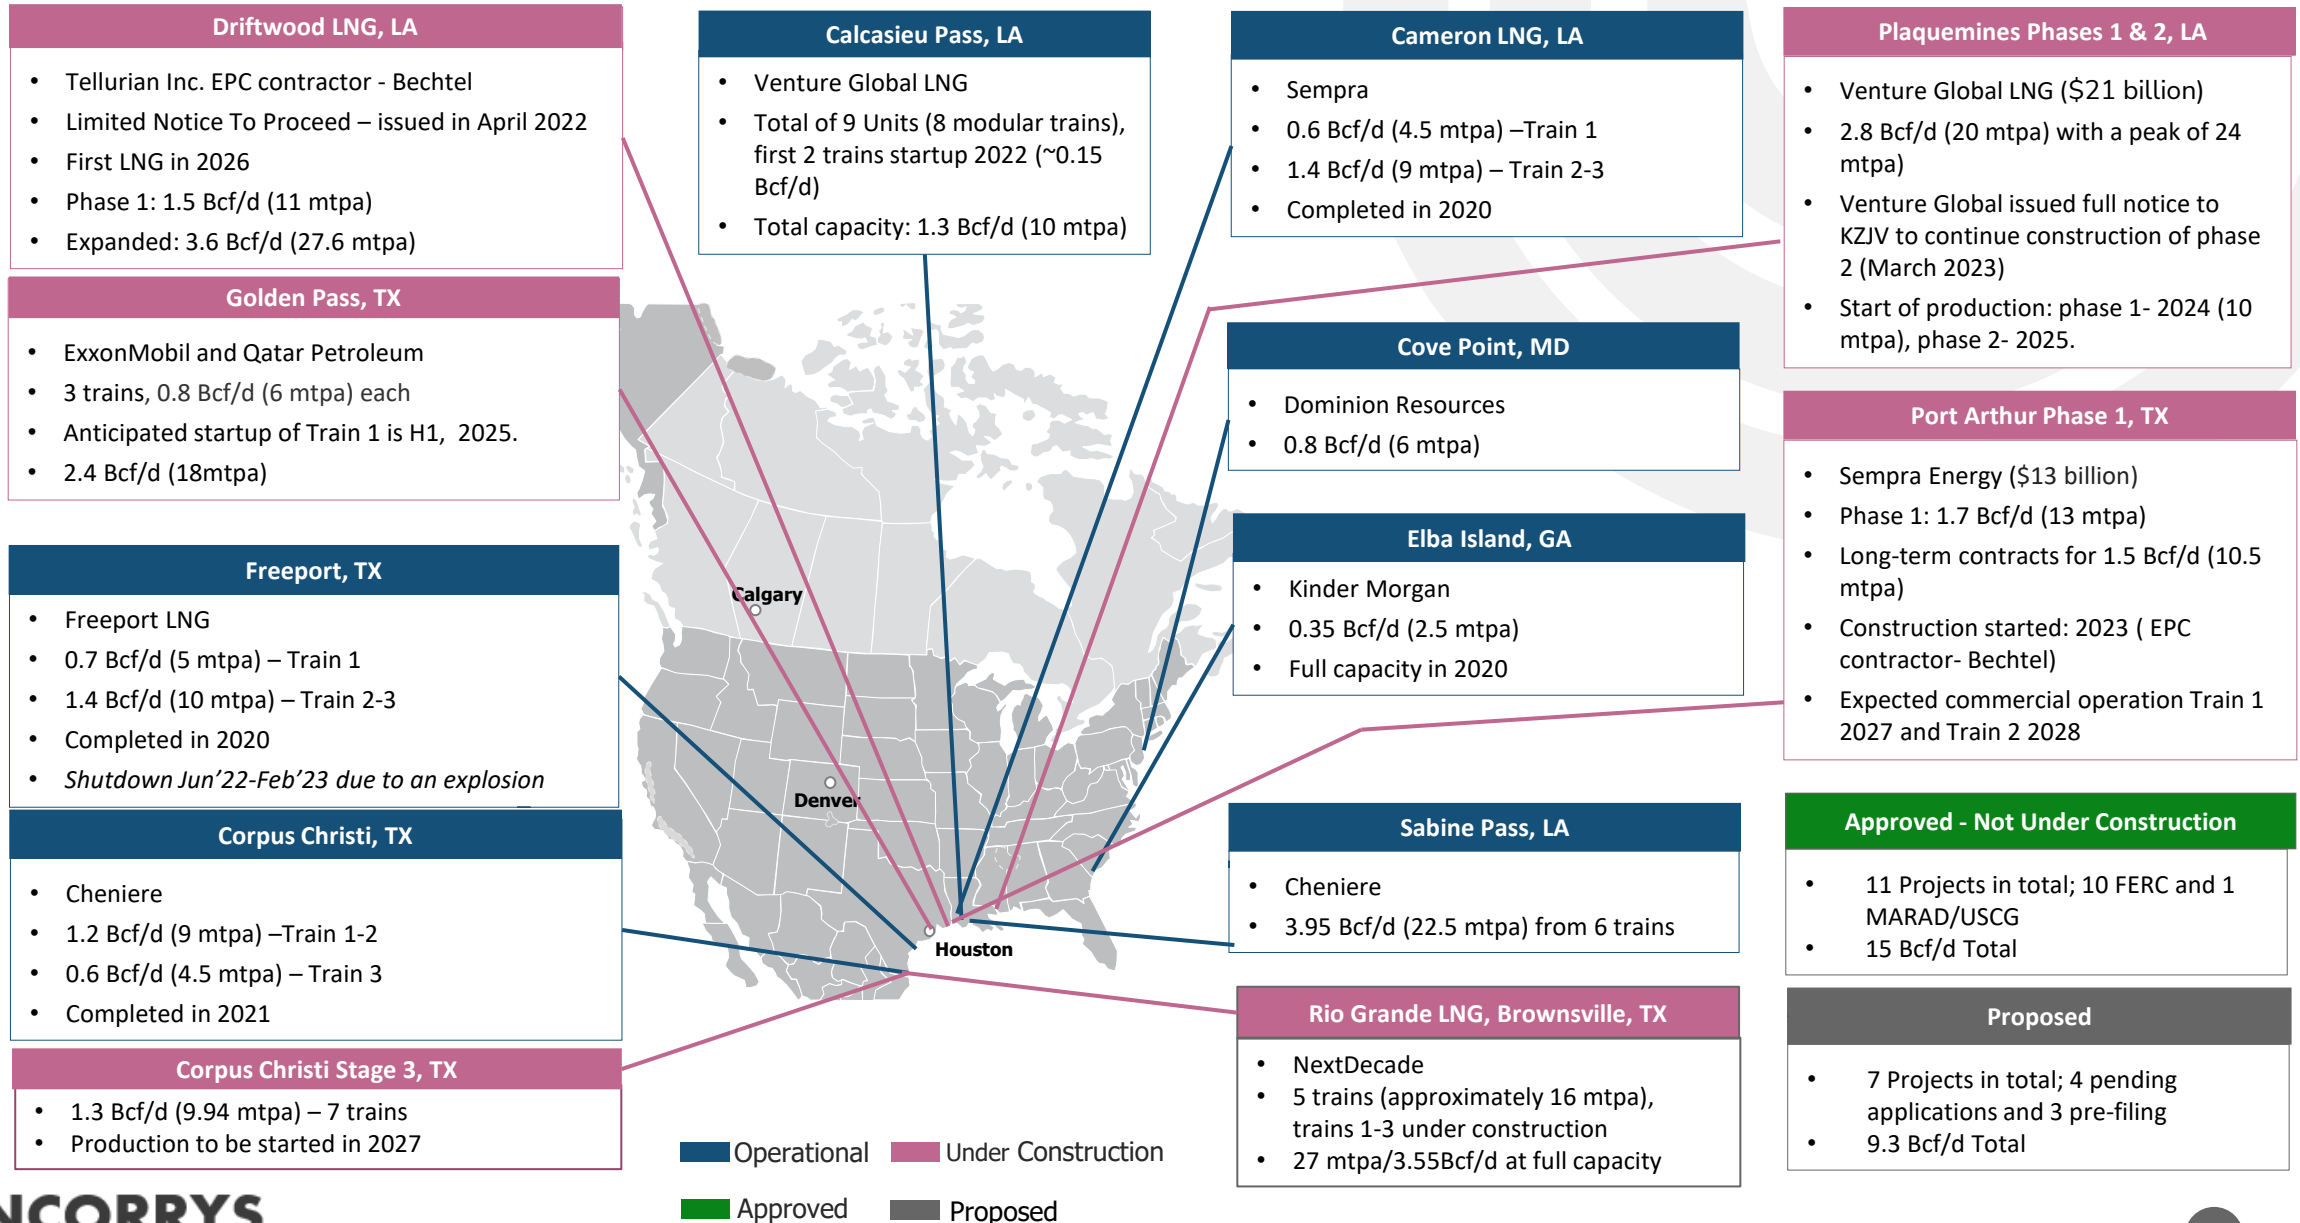 Driftwood LNG, LA
• Tellurian Inc. EPC contractor - Bechtel
• Limited Notice To Proceed – issued in April 2022
• First LNG in 2026
• Phase 1: 1.5 Bcf/d (11 mtpa)
• Expanded: 3.6 Bcf/d (27.6 mtpa)
Golden Pass, TX
• ExxonMobil and Qatar Petroleum
• 3 trains, 0.8 Bcf/d (6 mtpa) each
• Anticipated startup of Train 1 is H1, 2025.
• 2.4 Bcf/d (18mtpa)
Freeport, TX
• Freeport LNG
• 0.7 Bcf/d (5 mtpa) – Train 1
• 1.4 Bcf/d (10 mtpa) – Train 2-3
• Completed in 2020
• Shutdown Jun’22-Feb’23 due to an explosion
Corpus Christi, TX
• Cheniere
• 1.2 Bcf/d (9 mtpa) –Train 1-2
• 0.6 Bcf/d (4.5 mtpa) – Train 3
• Completed in 2021
Corpus Christi Stage 3, TX
• 1.3 Bcf/d (9.94 mtpa) – 7 trains
• Production to be started in 2027
Calcasieu Pass, LA
• Venture Global LNG
• Total of 9 Units (8 modular trains),
first 2 trains startup 2022 (~0.15
Bcf/d)
• Total capacity: 1.3 Bcf/d (10 mtpa)
Cameron LNG, LA
• Sempra
• 0.6 Bcf/d (4.5 mtpa) –Train 1
• 1.4 Bcf/d (9 mtpa) – Train 2-3
• Completed in 2020
Cove Point, MD
• Dominion Resources
• 0.8 Bcf/d (6 mtpa)
Elba Island, GA
• Kinder Morgan
• 0.35 Bcf/d (2.5 mtpa)
• Full capacity in 2020
Sabine Pass, LA
• Cheniere
• 3.95 Bcf/d (22.5 mtpa) from 6 trains
Rio Grande LNG, Brownsville, TX
• NextDecade
• 5 trains (approximately 16 mtpa),
trains 1-3 under construction
• 27 mtpa/3.55Bcf/d at full capacity
Plaquemines Phases 1 & 2, LA
• Venture Global LNG ($21 billion)
• 2.8 Bcf/d (20 mtpa) with a peak of 24
mtpa)
• Venture Global issued full notice to
KZJV to continue construction of phase
2 (March 2023)
• Start of production: phase 1- 2024 (10
mtpa), phase 2- 2025.
Port Arthur Phase 1, TX
• Sempra Energy ($13 billion)
• Phase 1: 1.7 Bcf/d (13 mtpa)
• Long-term contracts for 1.5 Bcf/d (10.5
mtpa)
• Construction started: 2023 ( EPC
contractor- Bechtel)
• Expected commercial operation Train 1
2027 and Train 2 2028
Approved - Not Under Construction
• 11 Projects in total; 10 FERC and 1
MARAD/USCG
• 15 Bcf/d Total
Proposed
• 7 Projects in total; 4 pending
applications and 3 pre-filing
• 9.3 Bcf/d Total
Calgary
Denver
Houston
Operational
Under Construction
Approved
Proposed
NCORRYS